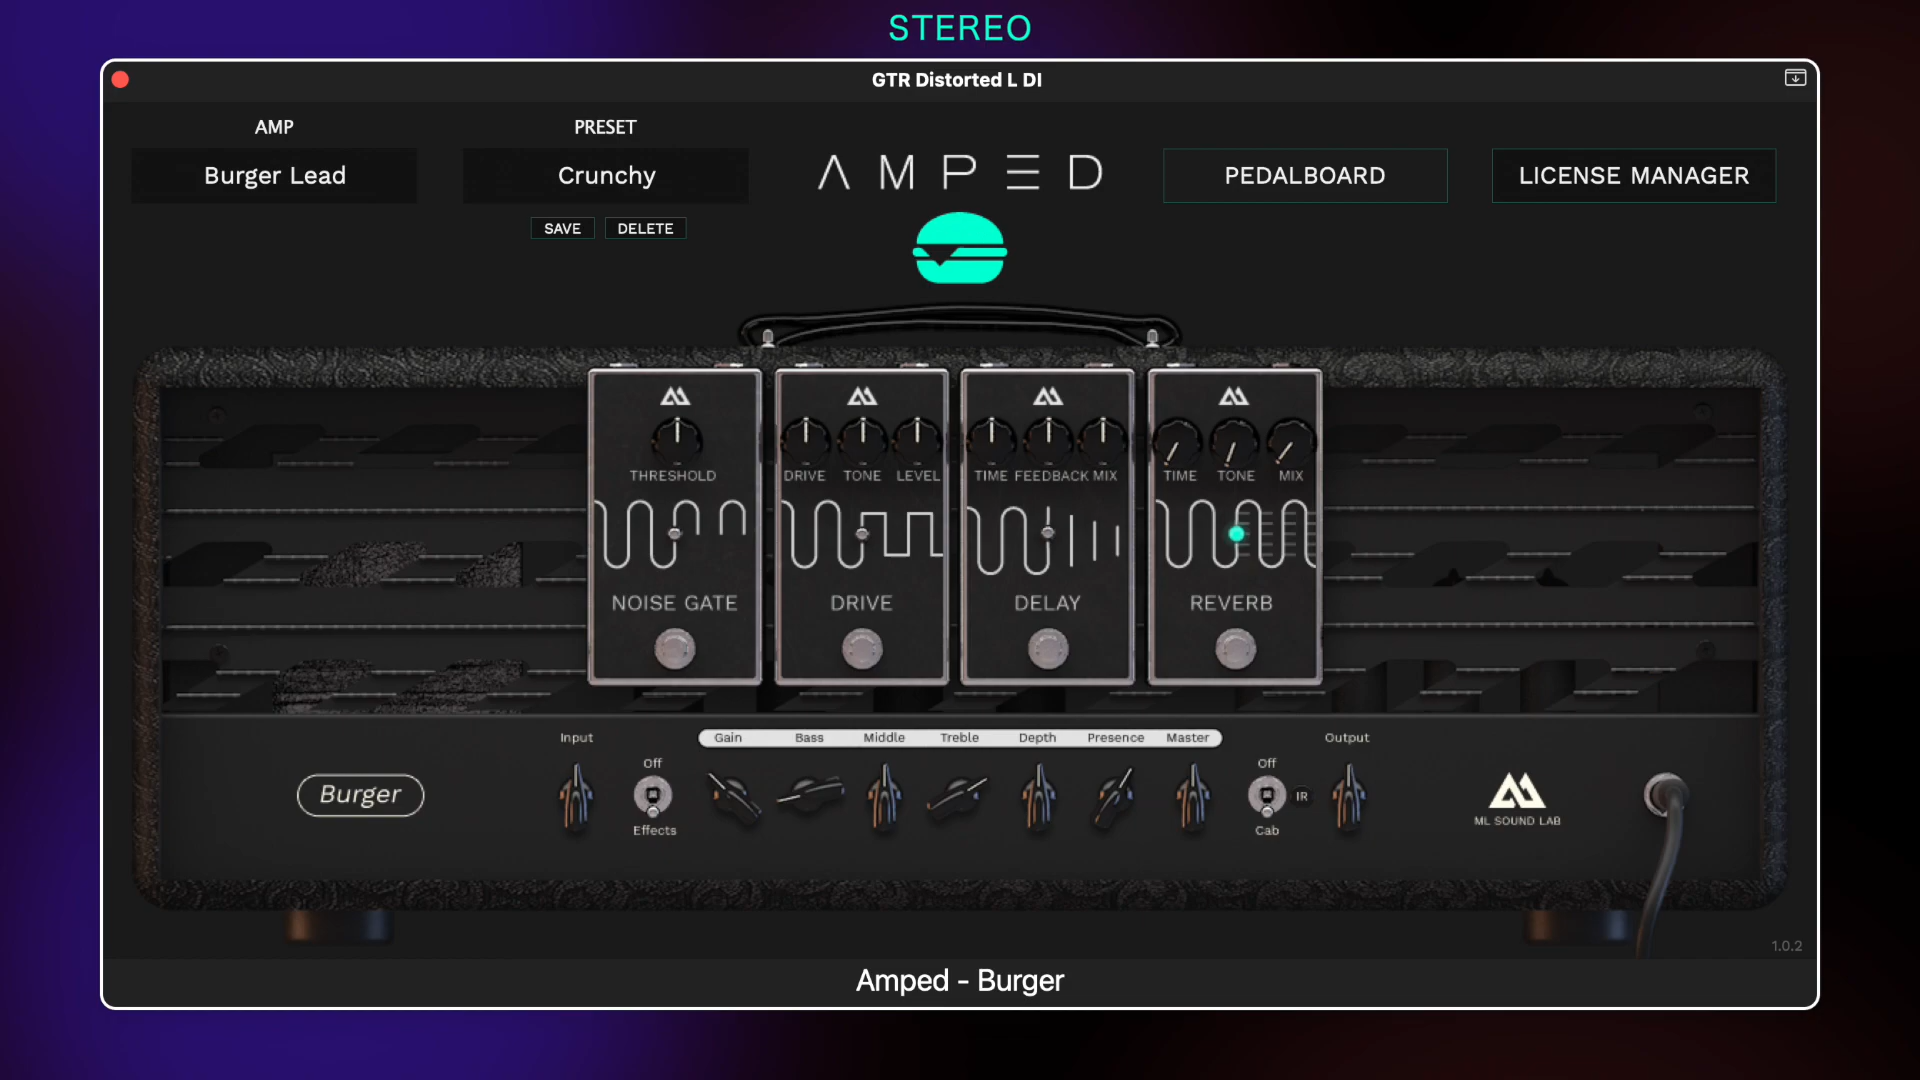 STEREO
GTR Distorted L DI
AMP
PRESET
Burger Lead
Crunchy
AMPED
PEDALBOARD
LICENSE MANAGER
SAVE
DELETE
THRESHOLD
NOISE GATE
DRIVE TONE LEVEL
DRIVE
TIME FEEDBACK MIX
DELAY
TIME TONE MIX
REVERB
Input
Gain Bass Middle Treble Depth Presence Master
Output
Off
Effects
Off
IR
Cab
Burger
ML SOUND LAB
1.0.2
Amped - Burger